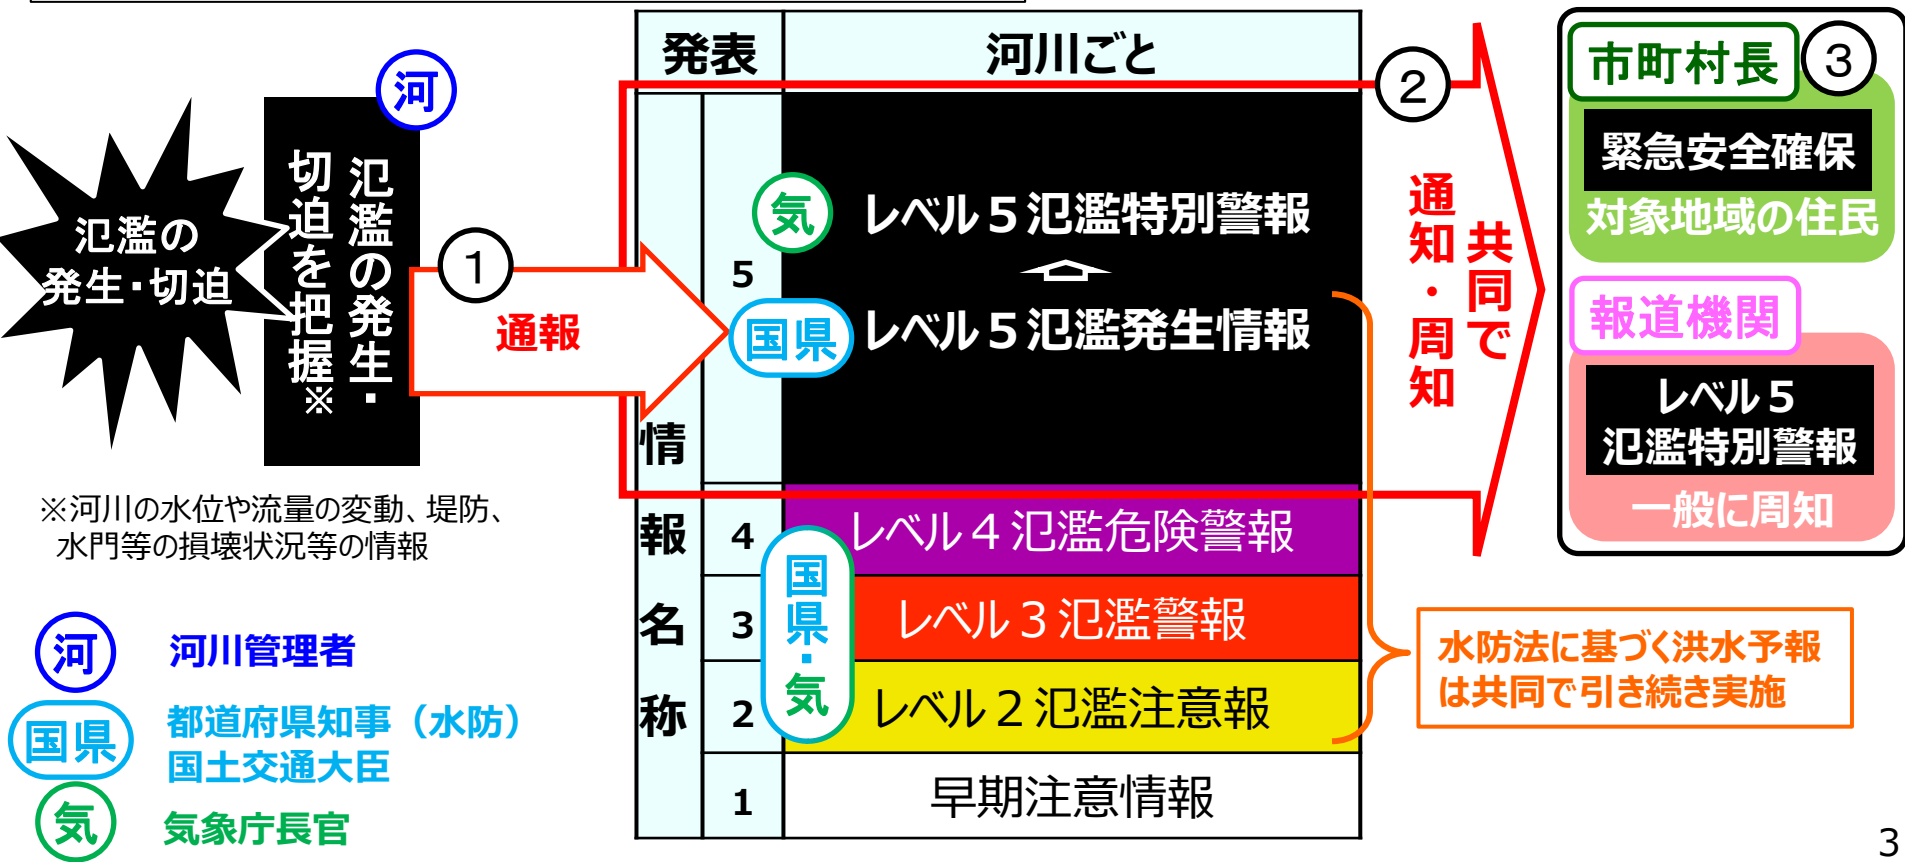 氾濫の
発生・切迫
河
氾濫の発生・
切迫を把握※
※河川の水位や流量の変動、堤防、
水門等の損壊状況等の情報
1
通報
発表
河川ごと
情報名称
5
気
レベル５氾濫特別警報
国県
レベル５氾濫発生情報
4
レベル４氾濫危険警報
国県・気
3
レベル３氾濫警報
2
レベル２氾濫注意報
1
早期注意情報
2
共同で
通知・周知
市町村長
3
緊急安全確保
対象地域の住民
報道機関
レベル５
氾濫特別警報
一般に周知
水防法に基づく洪水予報
は共同で引き続き実施
河
河川管理者
国県
都道府県知事（水防）
国土交通大臣
気
気象庁長官
3